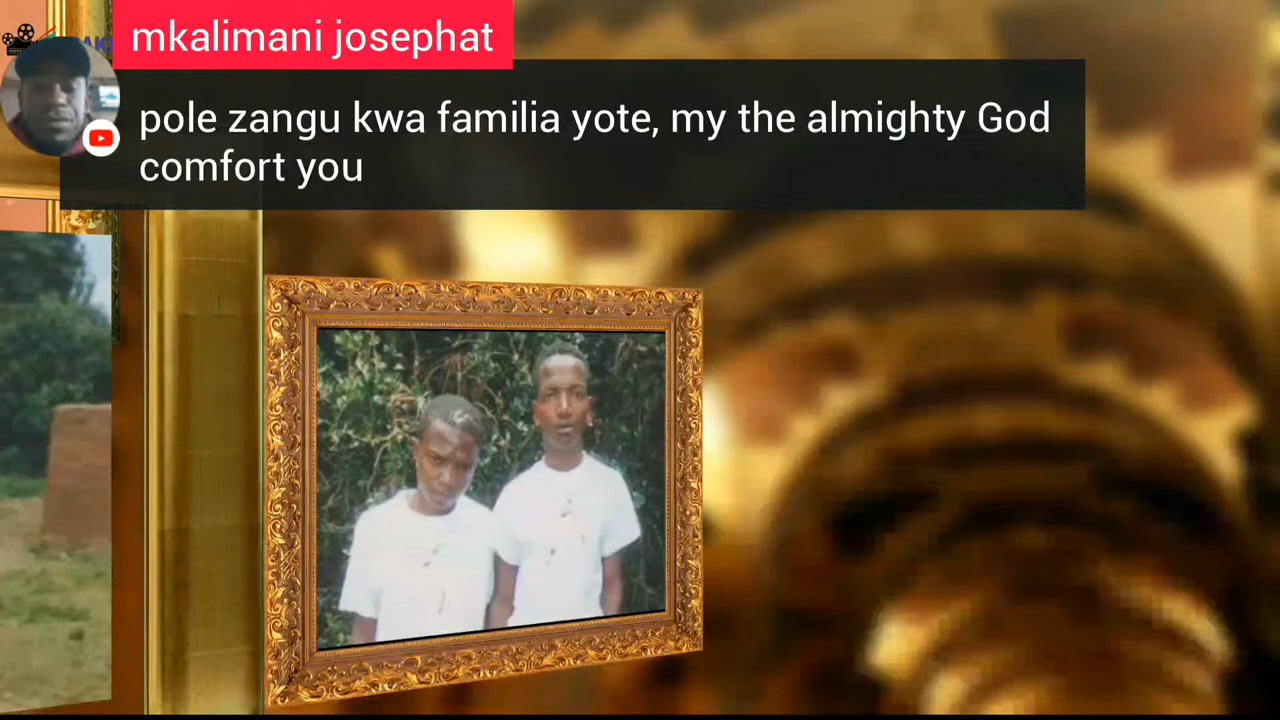 mkalimani josephat
pole zangu kwa familia yote, my the almighty God
comfort you